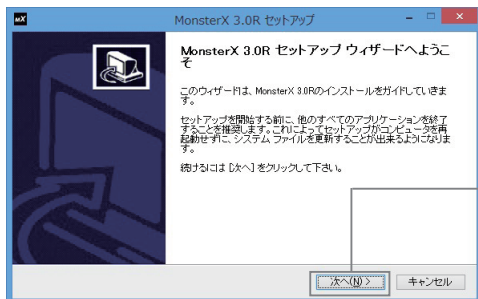 MX
MonsterX 3.0R セットアップ
MonsterX 3.0R セットアップ ウィザードへようこ
そ
このウィザードは、MonsterX 3.0Rのインストールをガイドしていきま
す。
セットアップを開始する前に、他のすべてのアプリケーションを終了
することを推奨します。これによってセットアップがコンピュータを再
起動せずに、システム ファイルを更新することが出来るようになりま
す。
続けるには [次へ] をクリックして下さい。
次へ(N) >
キャンセル